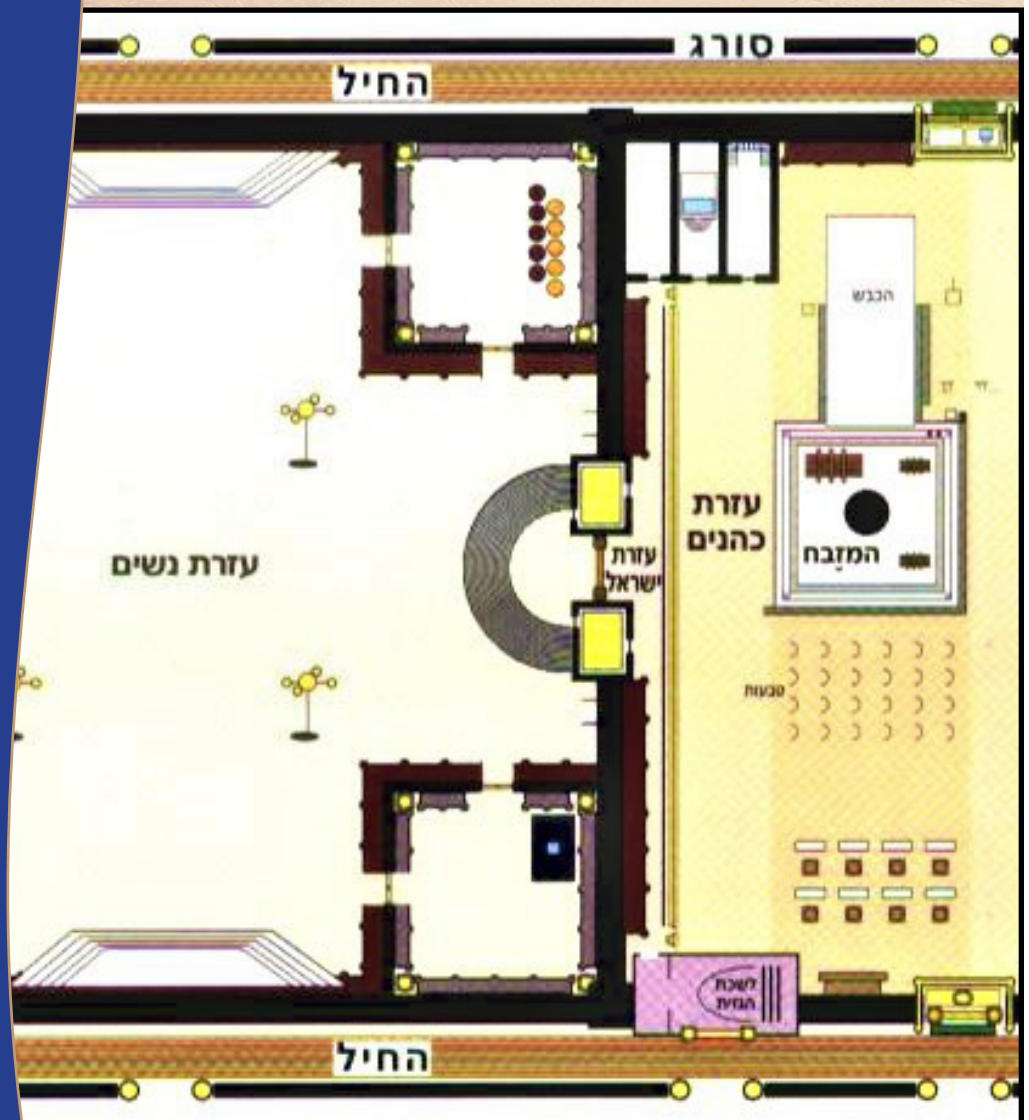 סורג
החיל
הכבש
עזרת
כהנים
עזרת
ישראל
המזבח
עזרת נשים
טבעות
לשכת
הגזית
החיל